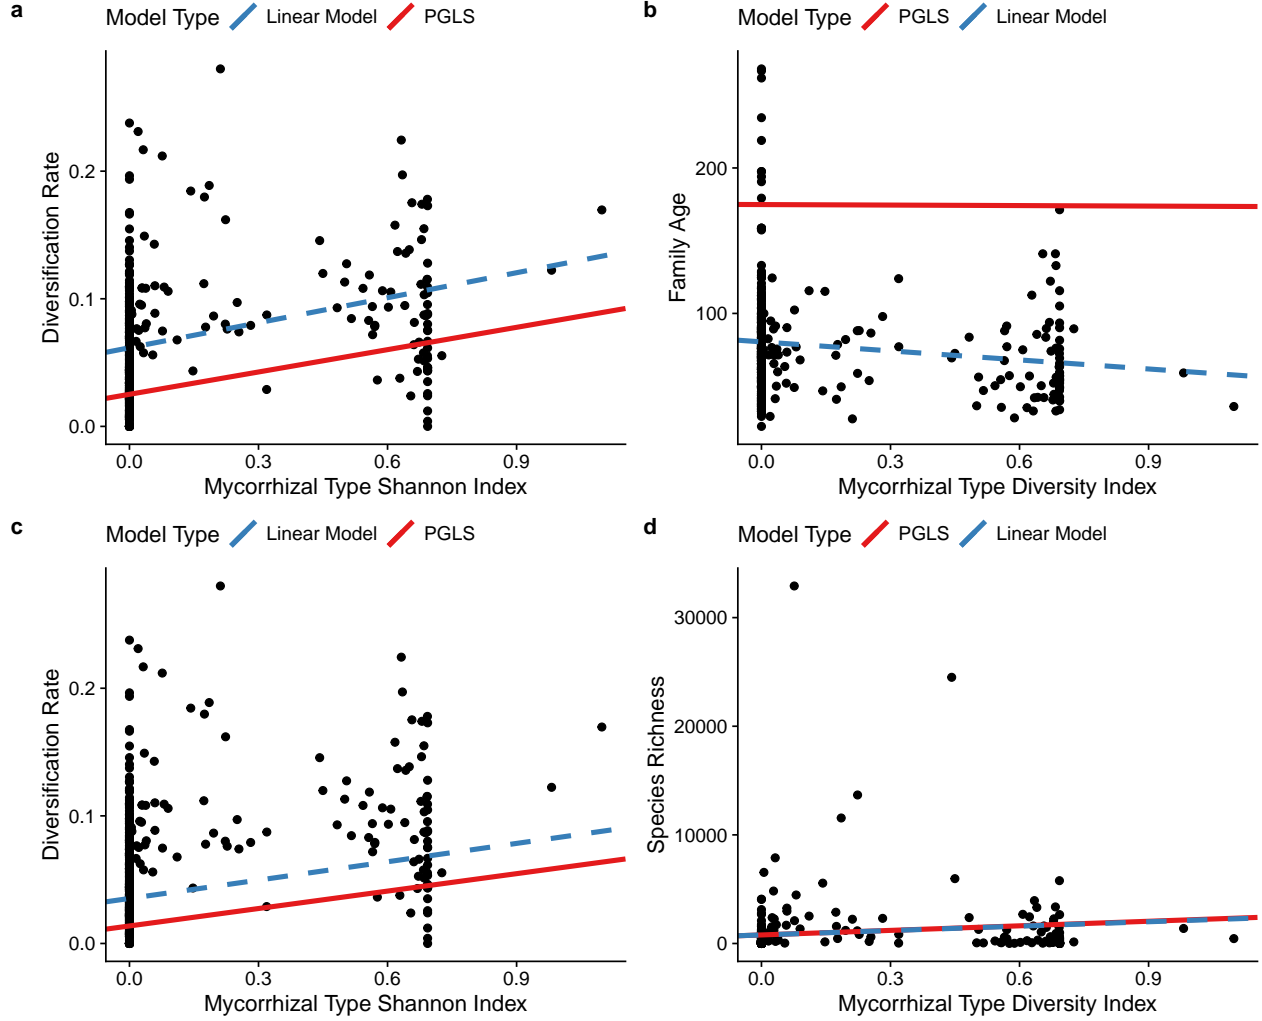 a
Model Type Linear Model PGLS
Diversification Rate
0.2
0.1
0.0
0.0 0.3 0.6 0.9
Mycorrhizal Type Shannon Index
b
Model Type PGLS Linear Model
Family Age
200
100
0.0 0.3 0.6 0.9
Mycorrhizal Type Diversity Index
c
Model Type Linear Model PGLS
Diversification Rate
0.2
0.1
0.0
0.0 0.3 0.6 0.9
Mycorrhizal Type Shannon Index
d
Model Type PGLS Linear Model
Species Richness
30000
20000
10000
0
0.0 0.3 0.6 0.9
Mycorrhizal Type Diversity Index